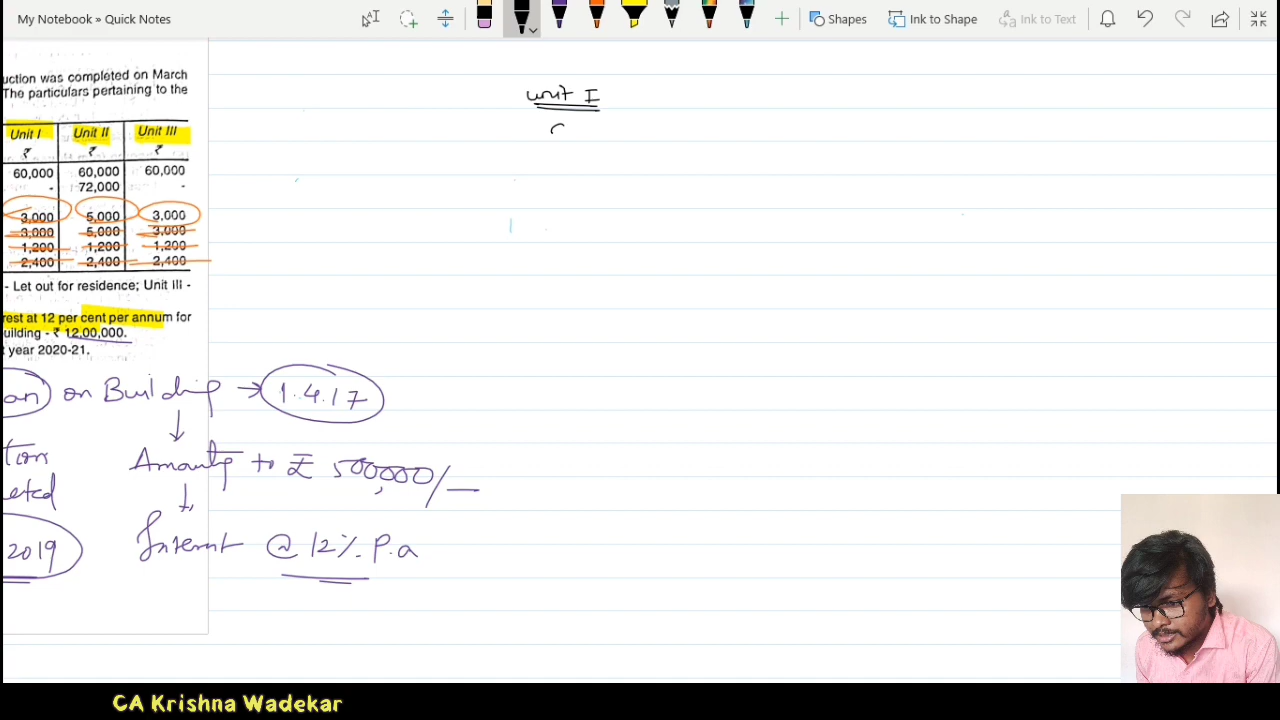 My Notebook » Quick Notes
Shapes
Ink to Shape
Ink to Text
uction was completed on March
The particulars pertaining to the
Unit I Unit II Unit III
₹ ₹ ₹
60,000 60,000 60,000
- 72,000 -
3,000 5,000 3,000
3,000 5,000 3,000
1,200 1,200 1,200
2,400 2,400 2,400
- Let out for residence; Unit III -
rest at 12 per cent per annum for
uilding - ₹ 12,00,000.
year 2020-21.
an on Building → 1.4.17
↓
Amounting to ₹ 500,000/—
↓
Interest @ 12% P.a
2019
unit I
CA Krishna Wadekar